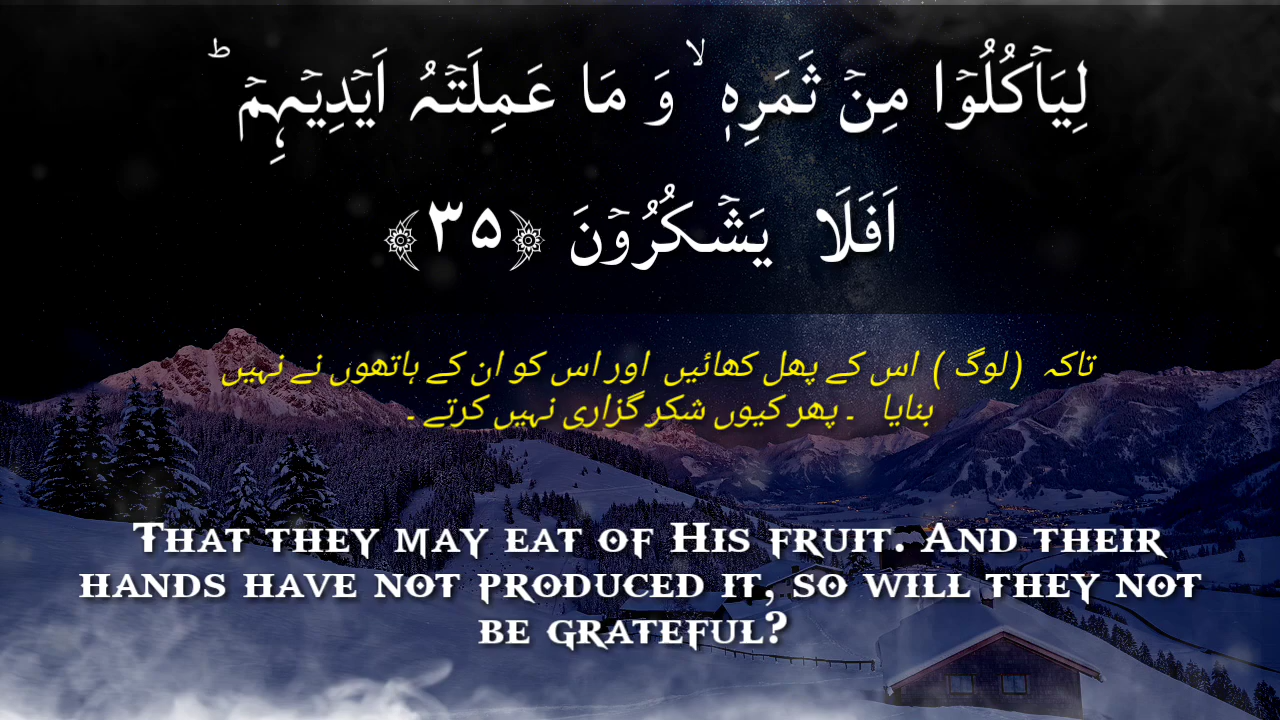 لِیَاۡکُلُوۡا مِنۡ ثَمَرِہٖ ۙ وَ مَا عَمِلَتۡہُ اَیۡدِیۡہِمۡ ؕ
اَفَلَا یَشۡکُرُوۡنَ ﴿۳۵﴾
تاکہ ( لوگ ) اس کے پھل کھائیں اور اس کو ان کے ہاتھوں نے نہیں
بنایا ۔ پھر کیوں شکر گزاری نہیں کرتے ۔
That they may eat of His fruit. And their
hands have not produced it, so will they not
be grateful?